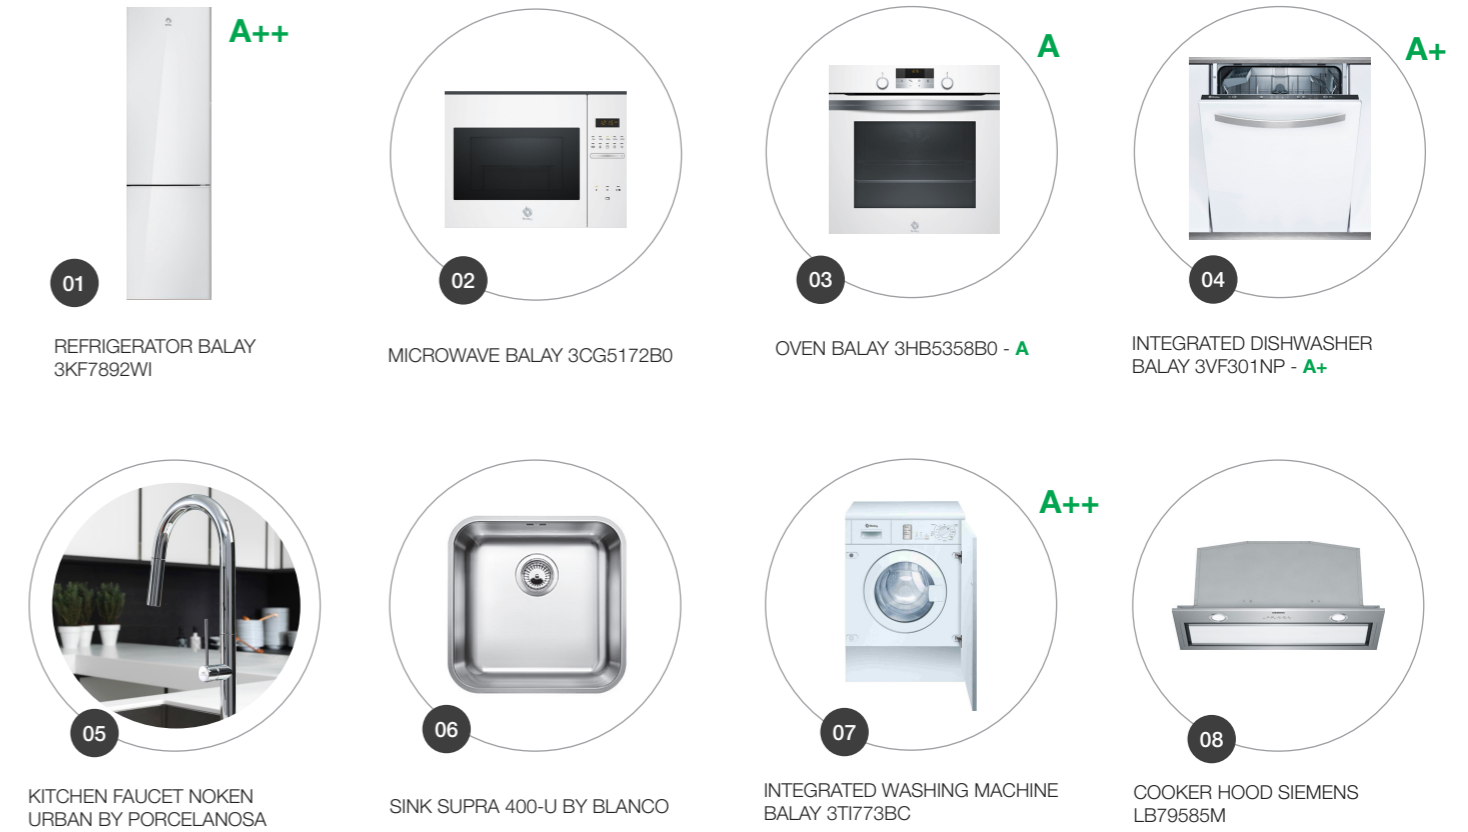 A++
01
REFRIGERATOR BALAY
3KF7892WI
02
MICROWAVE BALAY 3CG5172B0
A
03
OVEN BALAY 3HB5358B0 - A
A+
04
INTEGRATED DISHWASHER
BALAY 3VF301NP - A+
05
KITCHEN FAUCET NOKEN
URBAN BY PORCELANOSA
06
SINK SUPRA 400-U BY BLANCO
A++
07
INTEGRATED WASHING MACHINE
BALAY 3TI773BC
08
COOKER HOOD SIEMENS
LB79585M